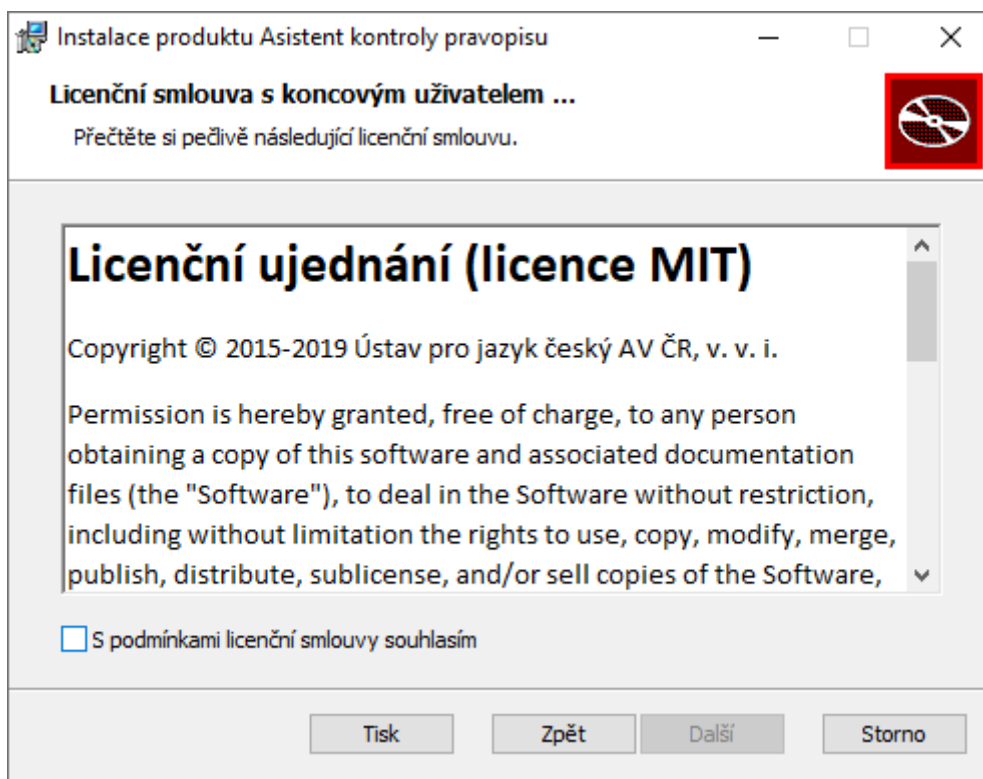 Instalace produktu Asistent kontroly pravopisu
Licenční smlouva s koncovým uživatelem ...
Přečtěte si pečlivě následující licenční smlouvu.
Licenční ujednání (licence MIT)
Copyright © 2015-2019 Ústav pro jazyk český AV ČR, v. v. i.
Permission is hereby granted, free of charge, to any person
obtaining a copy of this software and associated documentation
files (the "Software"), to deal in the Software without restriction,
including without limitation the rights to use, copy, modify, merge,
publish, distribute, sublicense, and/or sell copies of the Software,
S podmínkami licenční smlouvy souhlasím
Tisk Zpět Další Storno